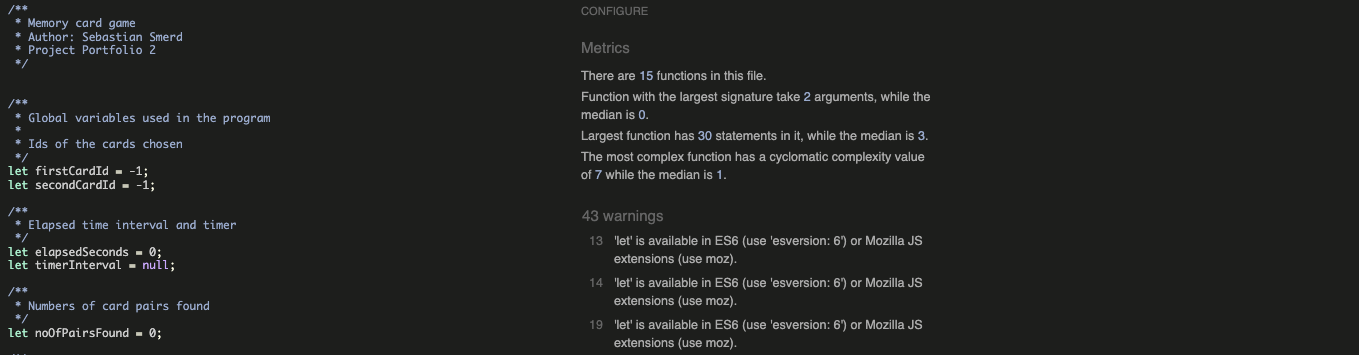 /**
 * Memory card game
 * Author: Sebastian Smerd
 * Project Portfolio 2
 */
/**
 * Global variables used in the program
 *
 * Ids of the cards chosen
 */
let firstCardId = -1;
let secondCardId = -1;
/**
 * Elapsed time interval and timer
 */
let elapsedSeconds = 0;
let timerInterval = null;
/**
 * Numbers of card pairs found
 */
let noOfPairsFound = 0;
CONFIGURE
Metrics
There are 15 functions in this file.
Function with the largest signature take 2 arguments, while the
median is 0.
Largest function has 30 statements in it, while the median is 3.
The most complex function has a cyclomatic complexity value
of 7 while the median is 1.
43 warnings
13 'let' is available in ES6 (use 'esversion: 6') or Mozilla JS
extensions (use moz).
14 'let' is available in ES6 (use 'esversion: 6') or Mozilla JS
extensions (use moz).
19 'let' is available in ES6 (use 'esversion: 6') or Mozilla JS
extensions (use moz).